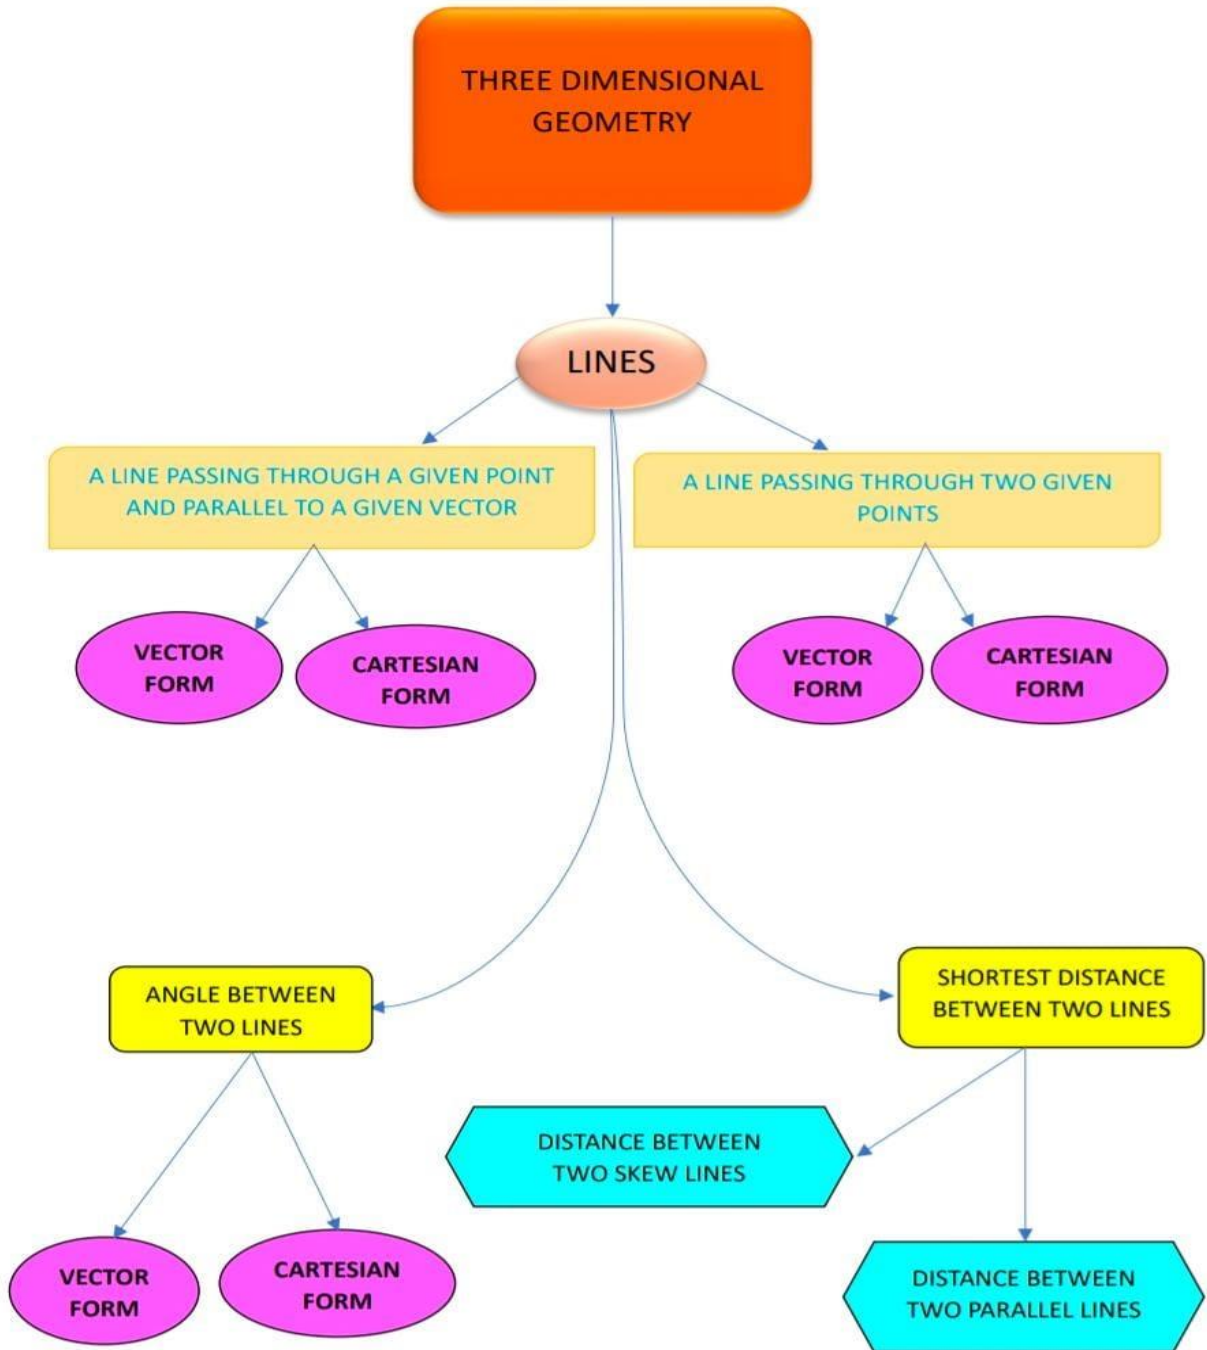 THREE DIMENSIONAL
GEOMETRY
LINES
A LINE PASSING THROUGH A GIVEN POINT
AND PARALLEL TO A GIVEN VECTOR
A LINE PASSING THROUGH TWO GIVEN
POINTS
VECTOR
FORM
CARTESIAN
FORM
VECTOR
FORM
CARTESIAN
FORM
ANGLE BETWEEN
TWO LINES
SHORTEST DISTANCE
BETWEEN TWO LINES
DISTANCE BETWEEN
TWO SKEW LINES
VECTOR
FORM
CARTESIAN
FORM
DISTANCE BETWEEN
TWO PARALLEL LINES